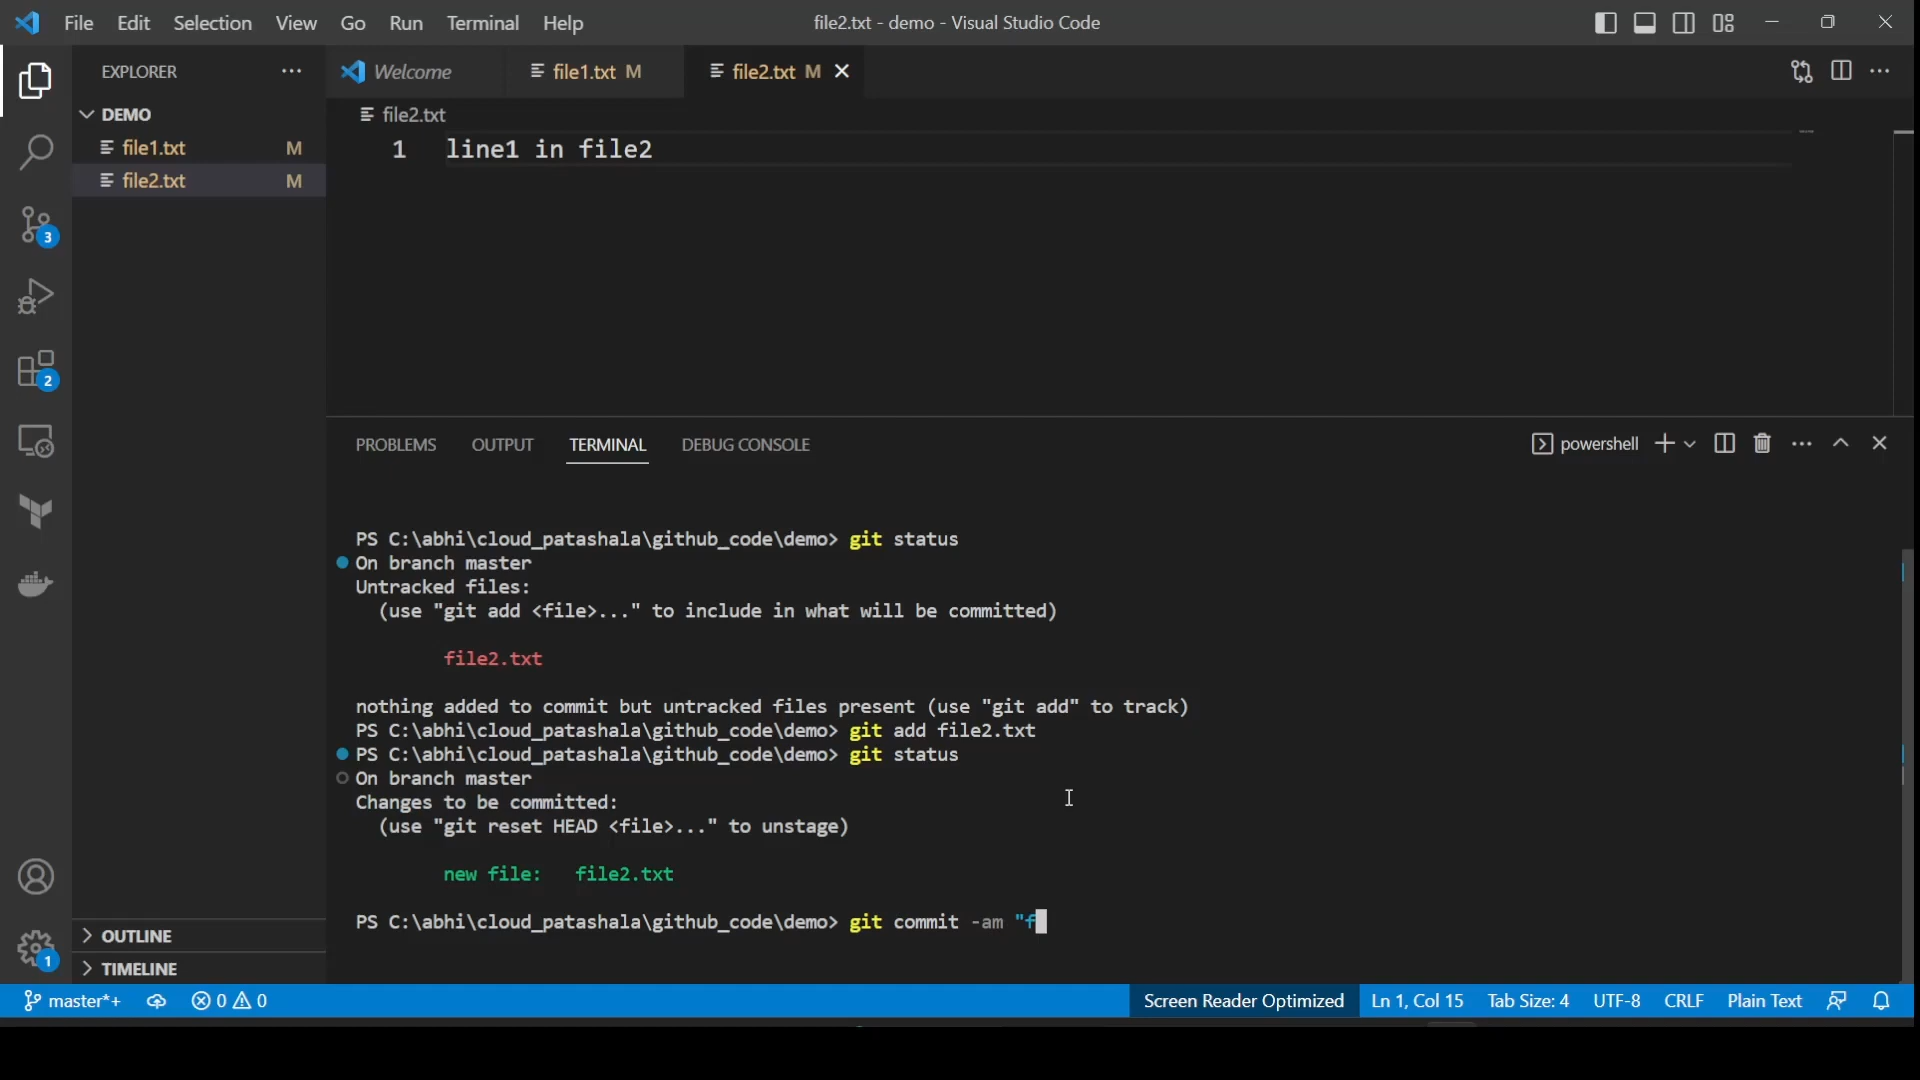 File Edit Selection View Go Run Terminal Help
file2.txt - demo - Visual Studio Code
EXPLORER
Welcome
file1.txt M
file2.txt M
DEMO
file1.txt M
file2.txt M
file2.txt
1 line1 in file2
3
2
PROBLEMS OUTPUT TERMINAL DEBUG CONSOLE
powershell
PS C:\abhi\cloud_patashala\github_code\demo> git status
On branch master
Untracked files:
(use "git add <file>..." to include in what will be committed)
file2.txt
nothing added to commit but untracked files present (use "git add" to track)
PS C:\abhi\cloud_patashala\github_code\demo> git add file2.txt
PS C:\abhi\cloud_patashala\github_code\demo> git status
On branch master
Changes to be committed:
(use "git reset HEAD <file>..." to unstage)
new file: file2.txt
PS C:\abhi\cloud_patashala\github_code\demo> git commit -am "f
OUTLINE
TIMELINE
1
master*+ 0 0
Screen Reader Optimized Ln 1, Col 15 Tab Size: 4 UTF-8 CRLF Plain Text